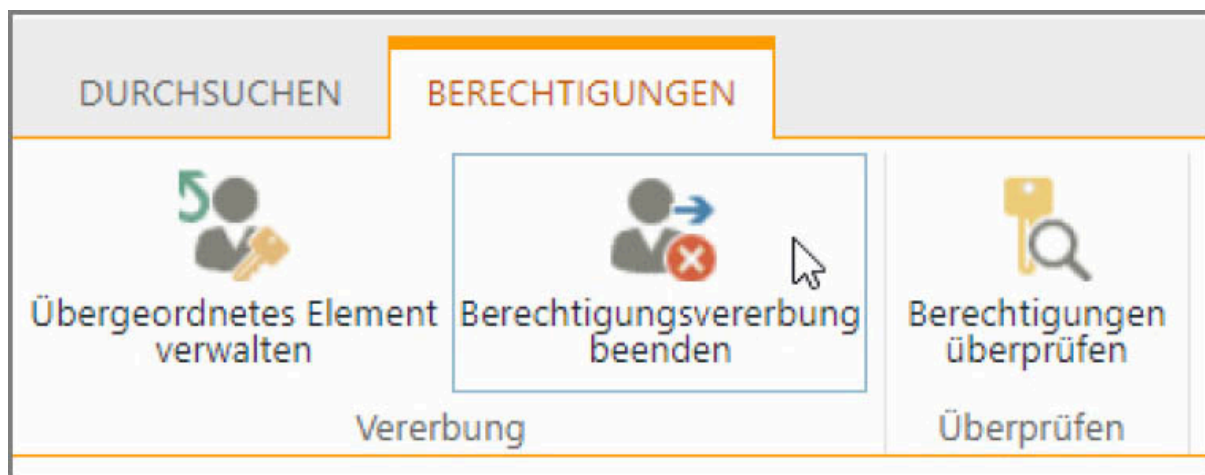 DURCHSUCHEN
BERECHTIGUNGEN
Übergeordnetes Element
verwalten
Berechtigungsvererbung
beenden
Berechtigungen
überprüfen
Vererbung
Überprüfen